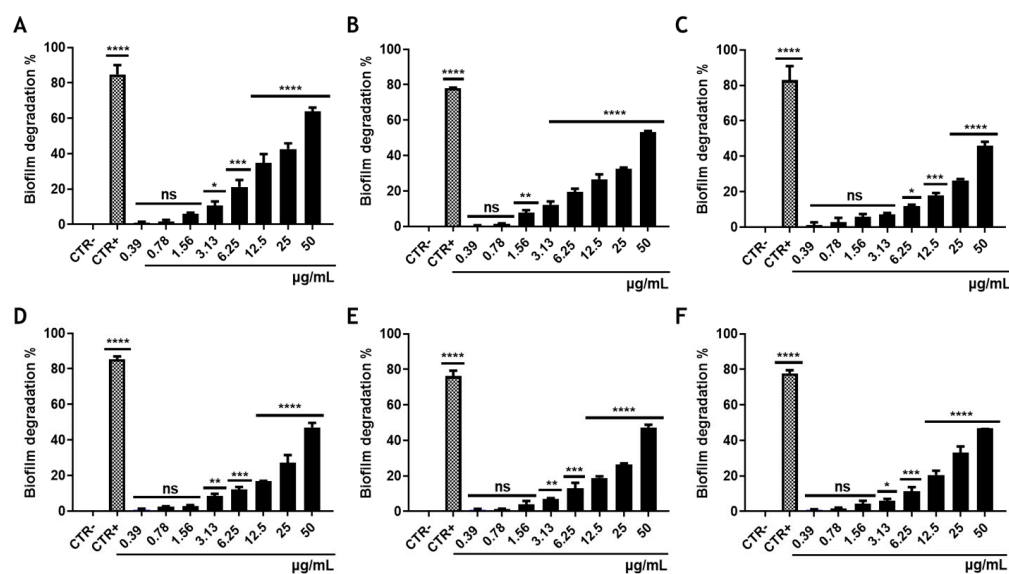 A
Biofilm degradation %
100
80
60
40
20
0
****
ns
*
***
****
CTR-
CTR+
0.39
0.78
1.56
3.13
6.25
12.5
25
50
µg/mL
B
Biofilm degradation %
100
80
60
40
20
0
****
ns
**
****
CTR-
CTR+
0.39
0.78
1.56
3.13
6.25
12.5
25
50
µg/mL
C
Biofilm degradation %
100
80
60
40
20
0
****
ns
*
***
****
CTR-
CTR+
0.39
0.78
1.56
3.13
6.25
12.5
25
50
µg/mL
D
Biofilm degradation %
100
80
60
40
20
0
****
ns
**
***
****
CTR-
CTR+
0.39
0.78
1.56
3.13
6.25
12.5
25
50
µg/mL
E
Biofilm degradation %
100
80
60
40
20
0
****
ns
**
***
****
CTR-
CTR+
0.39
0.78
1.56
3.13
6.25
12.5
25
50
µg/mL
F
Biofilm degradation %
100
80
60
40
20
0
****
ns
*
***
****
CTR-
CTR+
0.39
0.78
1.56
3.13
6.25
12.5
25
50
µg/mL